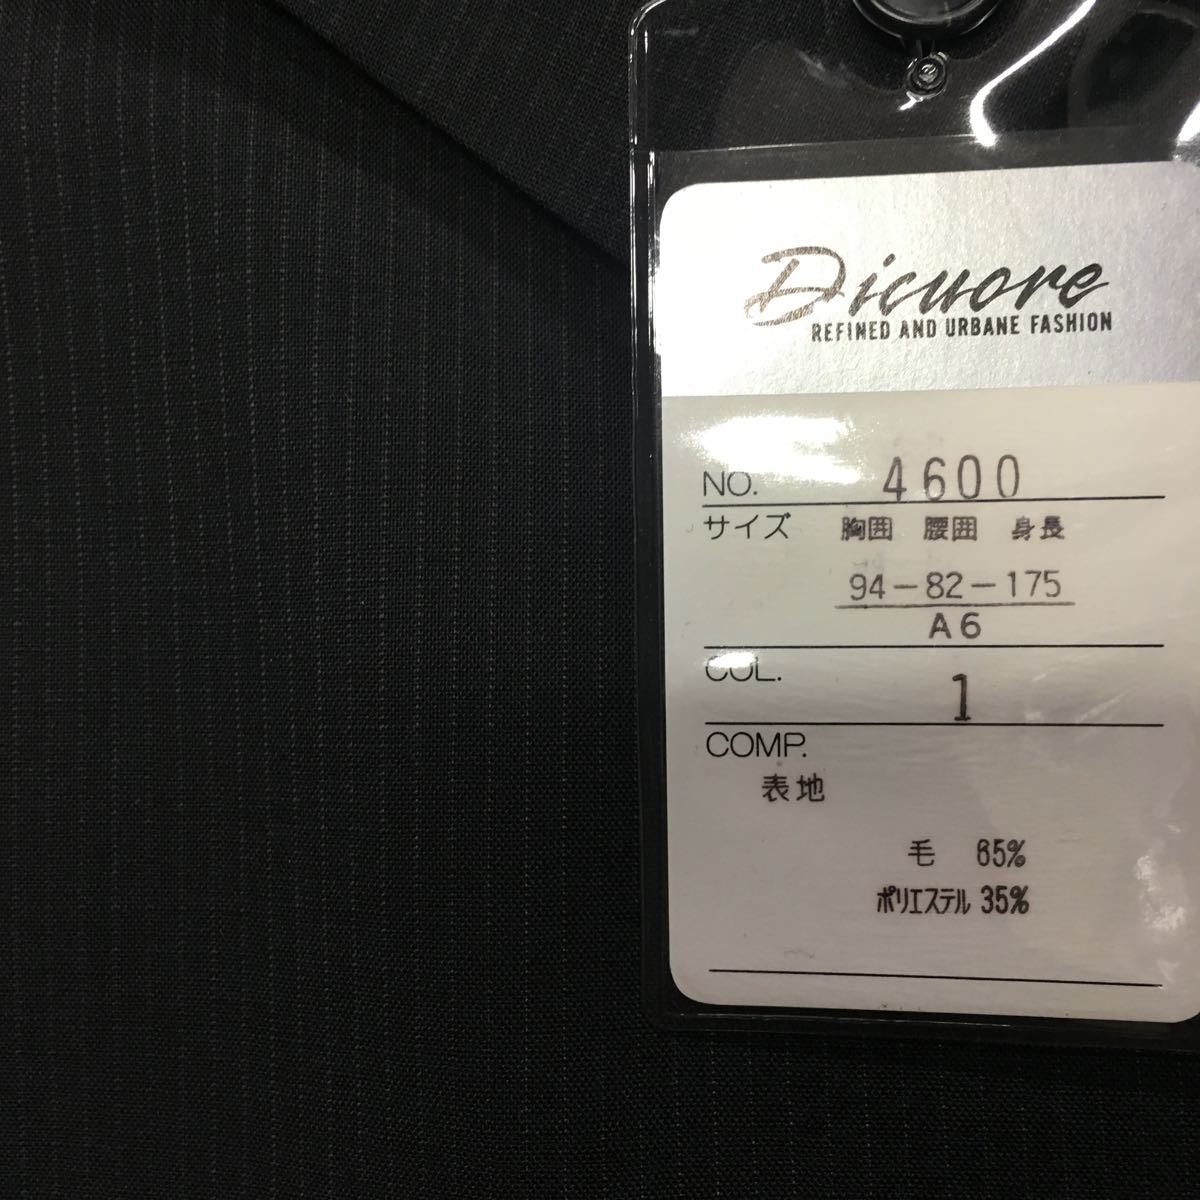 Dicuore
REFINED AND URBANE FASHION
NO. 4600
サイズ 胸囲 腰囲 身長
94-82-175
A6
COL. 1
COMP.
表地
毛 65%
ポリエステル 35%